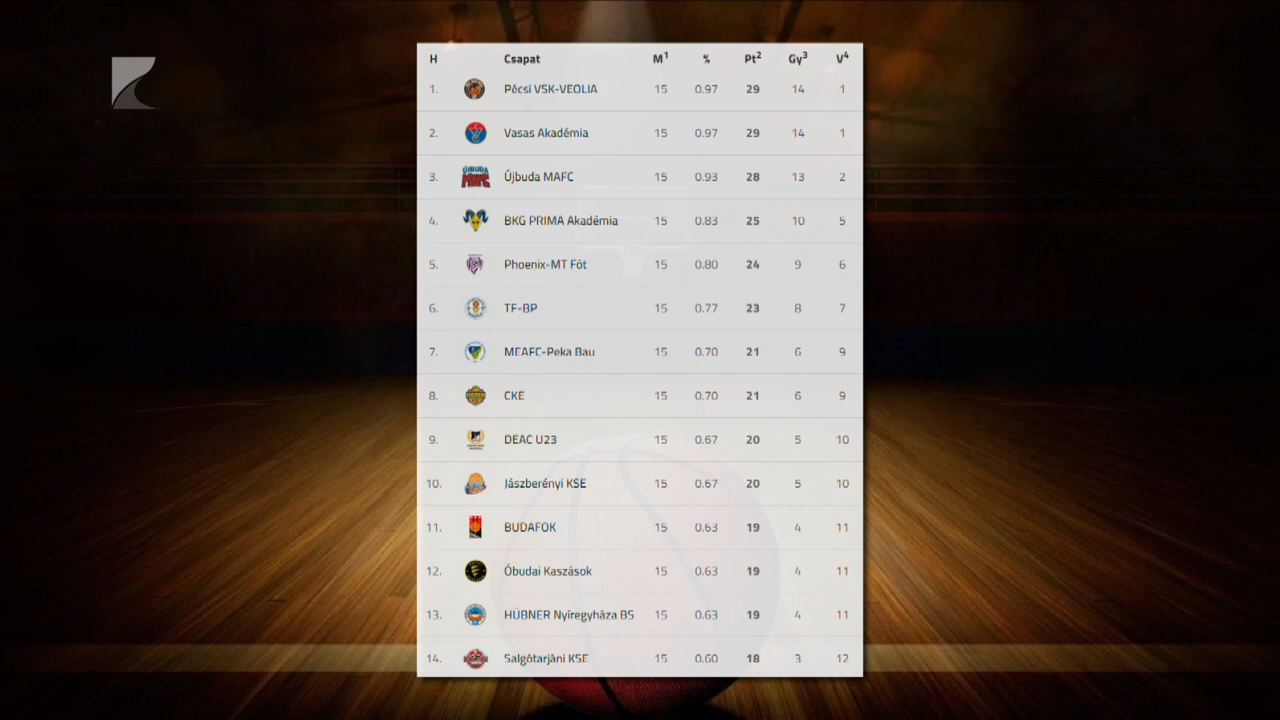 H Csapat M¹ % Pt² Gy³ V⁴
1. Pécsi VSK-VEOLIA 15 0.97 29 14 1
2. Vasas Akadémia 15 0.97 29 14 1
3. ÚJBUDA MAFC Újbuda MAFC 15 0.93 28 13 2
4. BKG PRIMA Akadémia 15 0.83 25 10 5
5. Phoenix-MT Fót 15 0.80 24 9 6
6. TF-BP 15 0.77 23 8 7
7. MEAFC-Peka Bau 15 0.70 21 6 9
8. CKE 15 0.70 21 6 9
9. DEAC U23 15 0.67 20 5 10
10. Jászberényi KSE 15 0.67 20 5 10
11. BUDAFOK 15 0.63 19 4 11
12. Óbudai Kaszások 15 0.63 19 4 11
13. HÜBNER Nyíregyháza BS 15 0.63 19 4 11
14. Salgótarjáni KSE 15 0.60 18 3 12